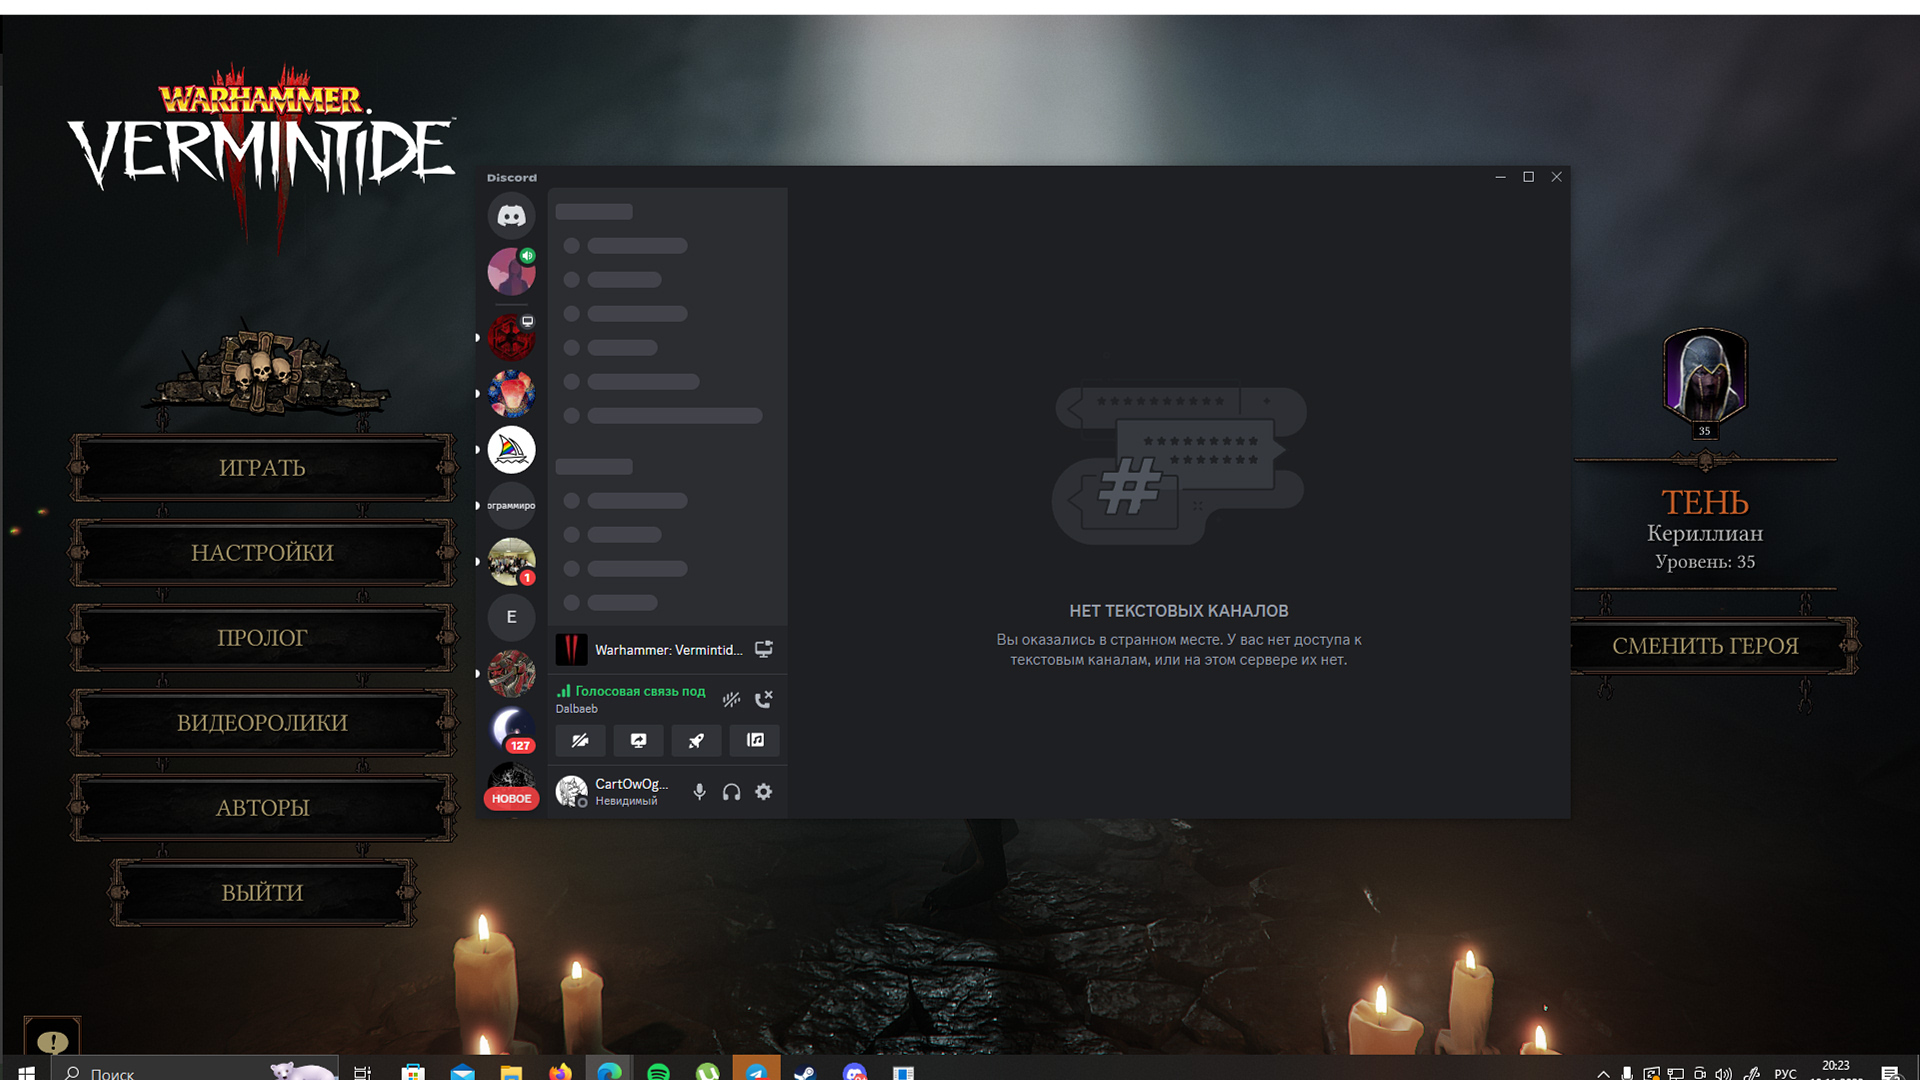 WARHAMMER
VERMINTIDE
ИГРАТЬ
НАСТРОЙКИ
ПРОЛОГ
ВИДЕОРОЛИКИ
АВТОРЫ
ВЫЙТИ
Discord
ограммиро
1
E
127
НОВОЕ
Warhammer: Vermintid...
Голосовая связь под
Dalbaeb
CartOwOg...
Невидимый
НЕТ ТЕКСТОВЫХ КАНАЛОВ
Вы оказались в странном месте. У вас нет доступа к
текстовым каналам, или на этом сервере их нет.
35
ТЕНЬ
Кериллиан
Уровень: 35
СМЕНИТЬ ГЕРОЯ
Поиск
РУС
20:23